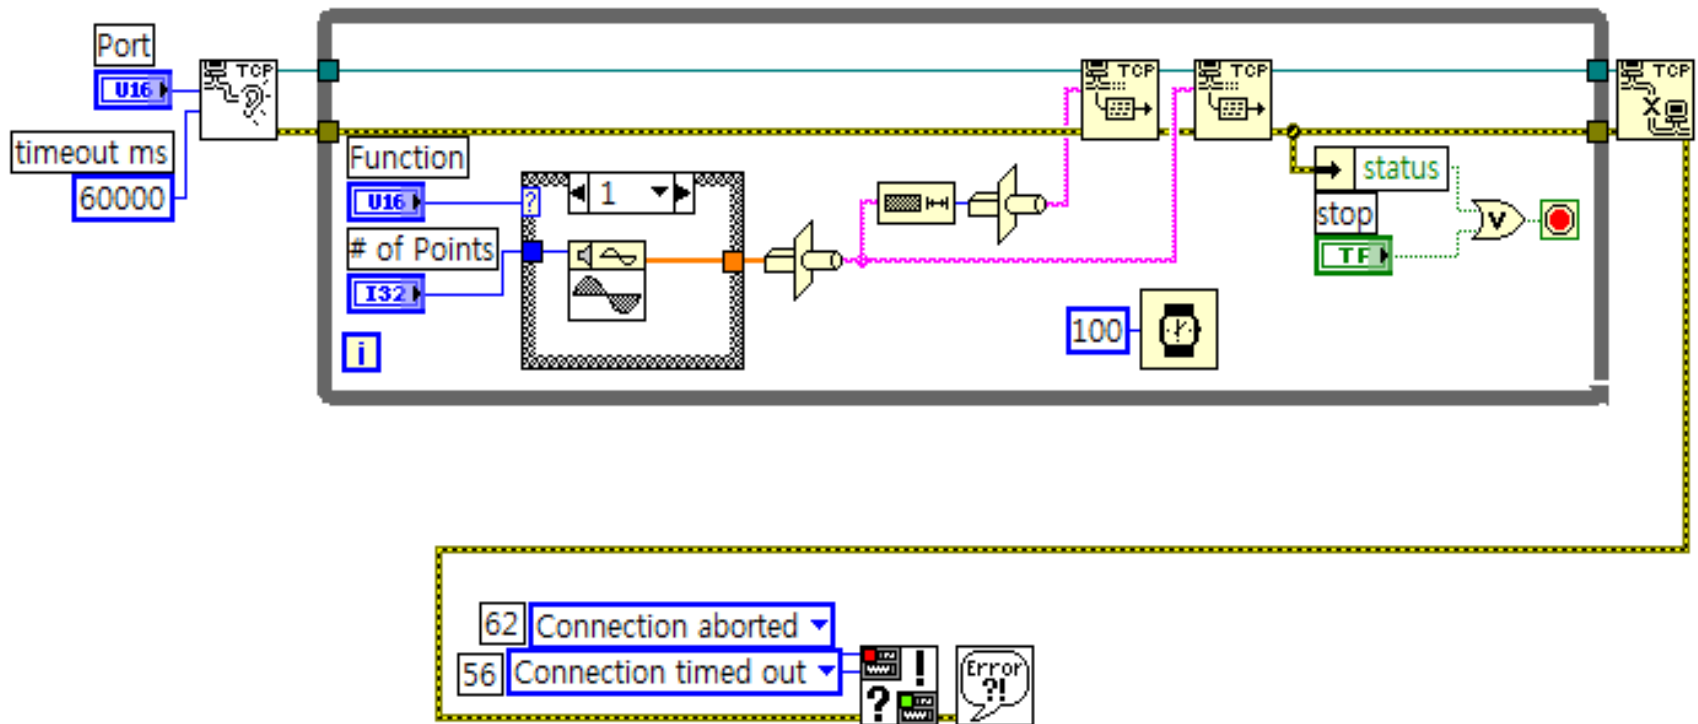 Port
U16
TCP
timeout ms
60000
TCP
TCP
TCP
X
Function
U16
?
1
# of Points
I32
i
100
status
stop
TF
V
62
Connection aborted
56
Connection timed out
!
?
Error
?!